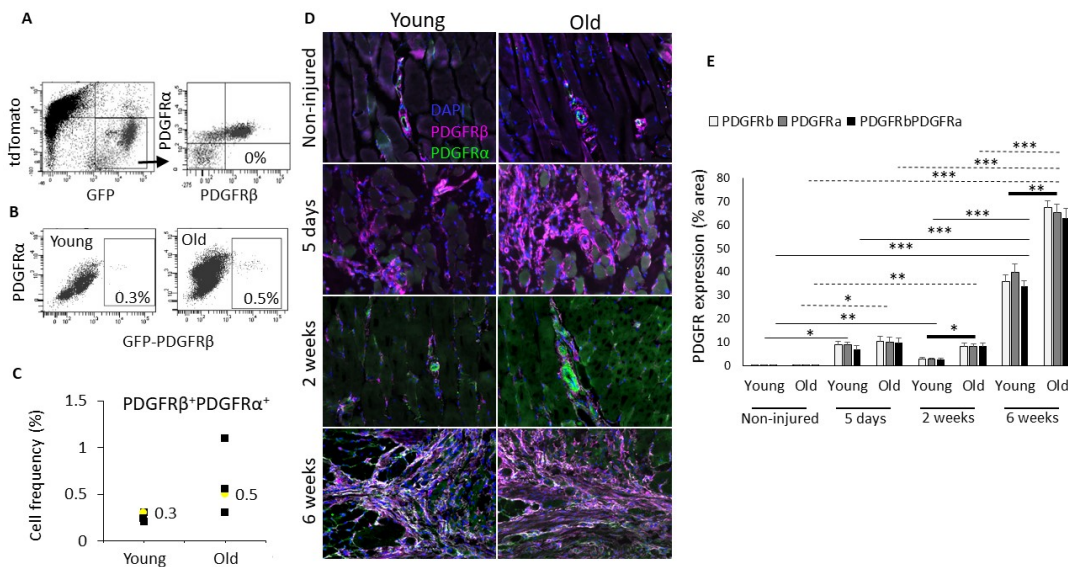 A
tdTomato
GFP
10⁵
PDGFRα
PDGFRβ
-275
0%
B
Young
Old
PDGFRα
0.3%
0.5%
GFP-PDGFRβ
C
PDGFRβ⁺PDGFRα⁺
Cell frequency (%)
1.5
1
0.5
0
0.3
0.5
Young Old
D
Young Old
Non-injured
DAPI
PDGFRβ
PDGFRα
5 days
2 weeks
6 weeks
E
PDGFRb PDGFRa PDGFRbPDGFRa
PDGFR expression (% area)
80
70
60
50
40
30
20
10
0
***
***
***
**
***
***
***
**
*
**
*
*
Young Old Young Old Young Old Young Old
Non-injured 5 days 2 weeks 6 weeks